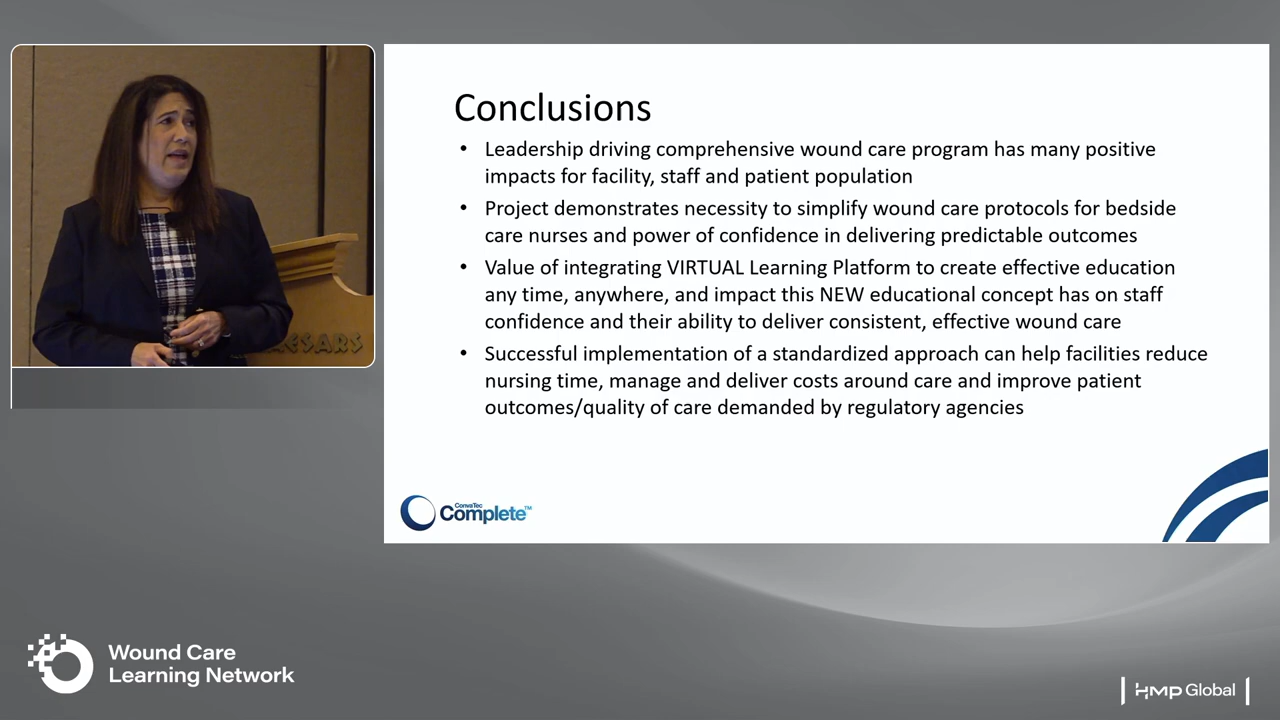 Conclusions
• Leadership driving comprehensive wound care program has many positive
impacts for facility, staff and patient population
• Project demonstrates necessity to simplify wound care protocols for bedside
care nurses and power of confidence in delivering predictable outcomes
• Value of integrating VIRTUAL Learning Platform to create effective education
any time, anywhere, and impact this NEW educational concept has on staff
confidence and their ability to deliver consistent, effective wound care
• Successful implementation of a standardized approach can help facilities reduce
nursing time, manage and deliver costs around care and improve patient
outcomes/quality of care demanded by regulatory agencies
ConvaTec
Complete™
CAESARS
Wound Care
Learning Network
HMP Global